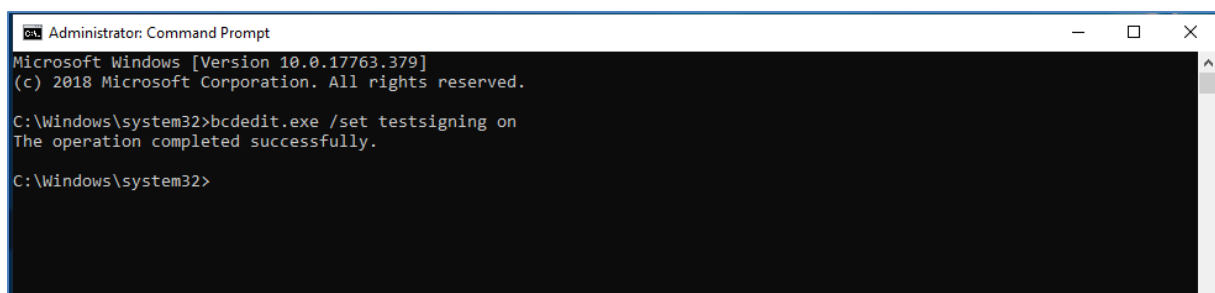 Administrator: Command Prompt
Microsoft Windows [Version 10.0.17763.379]
(c) 2018 Microsoft Corporation. All rights reserved.
C:\Windows\system32>bcdedit.exe /set testsigning on
The operation completed successfully.
C:\Windows\system32>